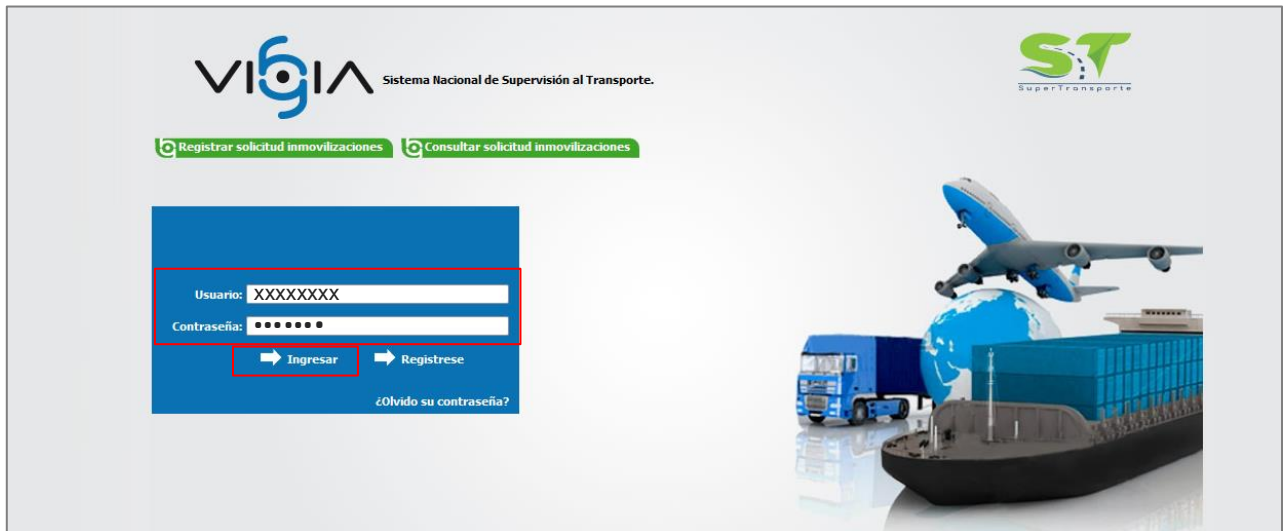 VIGIA Sistema Nacional de Supervisión al Transporte.
ST
SuperTransporte
Registrar solicitud inmovilizaciones Consultar solicitud inmovilizaciones
Usuario: XXXXXXXX
Contraseña: •••••••
Ingresar Registrese
¿Olvido su contraseña?